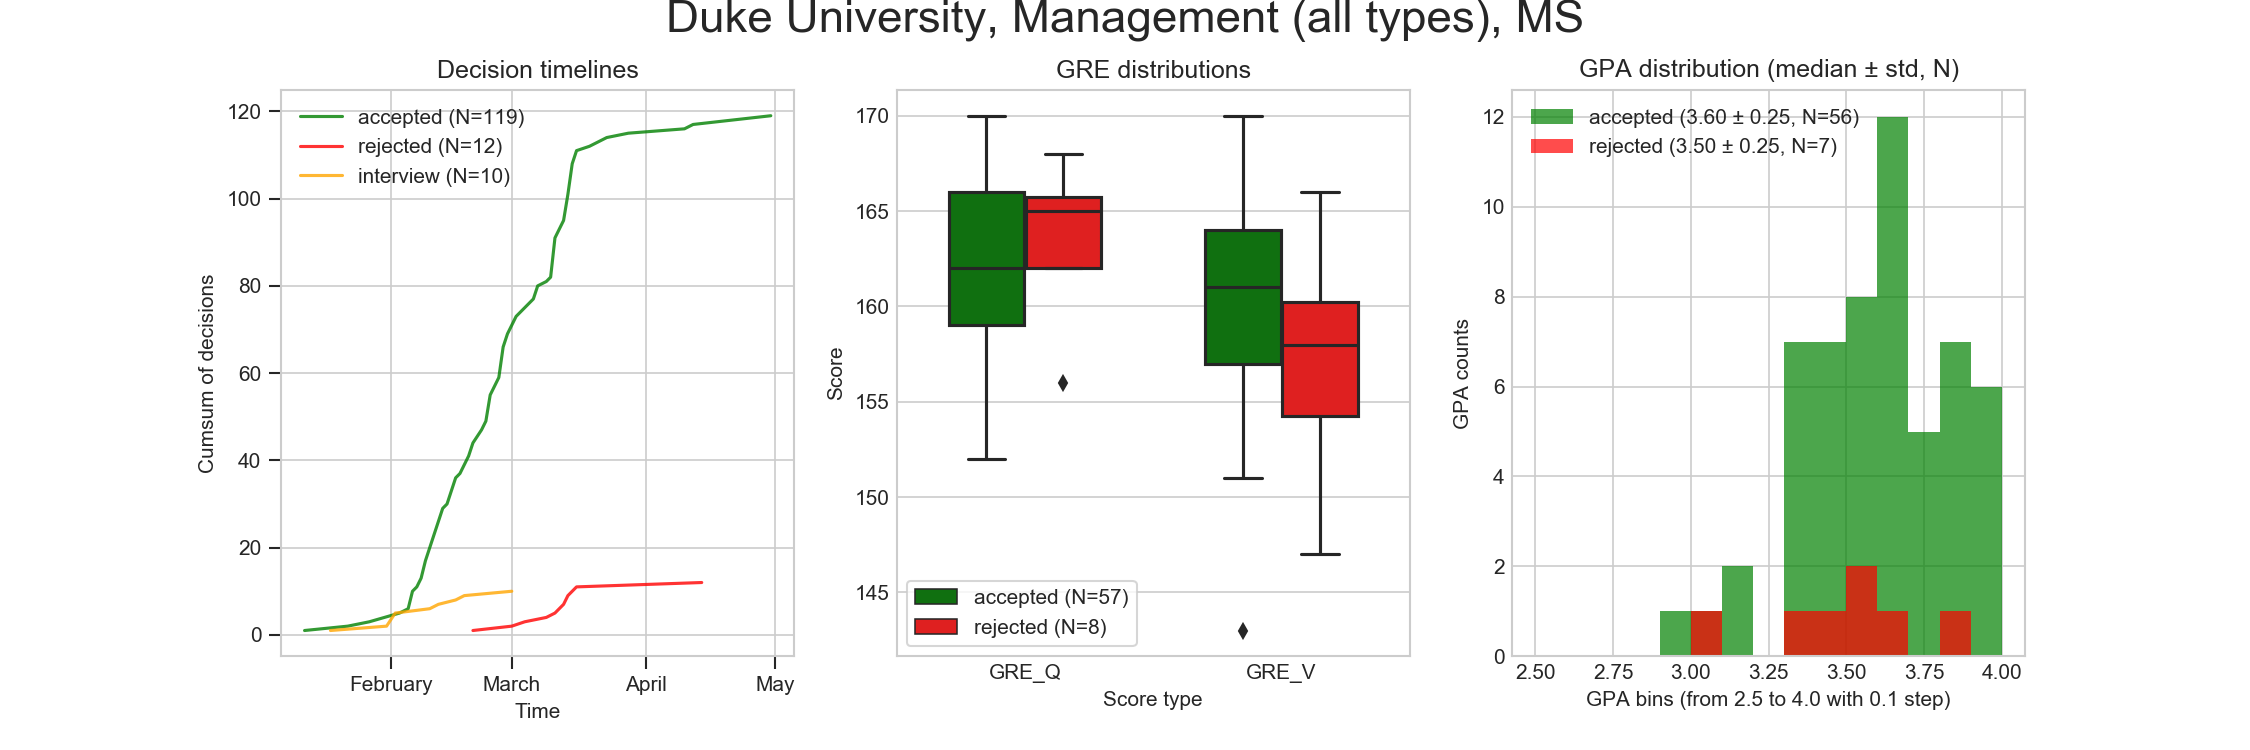 Duke University, Management (all types), MS
Decision timelines
120
100
80
60
40
20
0
Cumsum of decisions
accepted (N=119)
rejected (N=12)
interview (N=10)
February
March
April
May
Time
GRE distributions
170
165
160
155
150
145
Score
accepted (N=57)
rejected (N=8)
GRE_Q
GRE_V
Score type
GPA distribution (median ± std, N)
12
10
8
6
4
2
0
GPA counts
accepted (3.60 ± 0.25, N=56)
rejected (3.50 ± 0.25, N=7)
2.50
2.75
3.00
3.25
3.50
3.75
4.00
GPA bins (from 2.5 to 4.0 with 0.1 step)